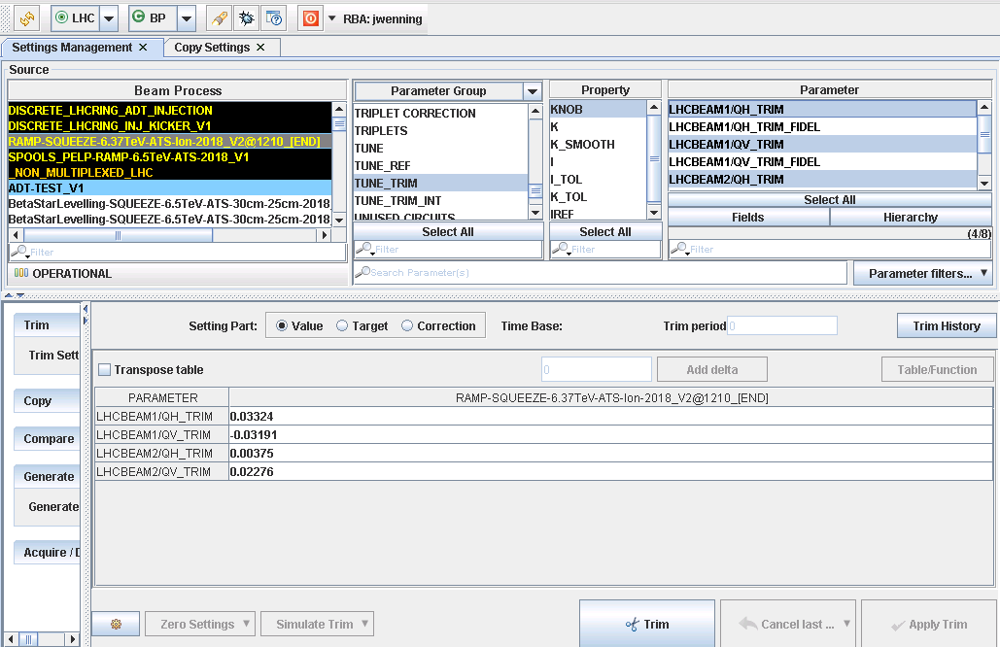 LHC BP RBA: jwenning
Settings Management × Copy Settings ×
Source
Beam Process
DISCRETE_LHCRING_ADT_INJECTION
DISCRETE_LHCRING_INJ_KICKER_V1
RAMP-SQUEEZE-6.37TeV-ATS-Ion-2018_V2@1210_[END]
SPOOLS_PELP-RAMP-6.5TeV-ATS-2018_V1
_NON_MULTIPLEXED_LHC
ADT-TEST_V1
BetaStarLevelling-SQUEEZE-6.5TeV-ATS-30cm-25cm-2018
BetaStarLevelling-SQUEEZE-6.5TeV-ATS-30cm-25cm-2018
Filter
OPERATIONAL
Parameter Group
TRIPLET CORRECTION
TRIPLETS
TUNE
TUNE_REF
TUNE_TRIM
TUNE_TRIM_INT
UNUSED CIRCUITS
Select All
Filter
Property
KNOB
K
K_SMOOTH
I
I_TOL
K_TOL
IREF
Select All
Filter
Parameter
LHCBEAM1/QH_TRIM
LHCBEAM1/QH_TRIM_FIDEL
LHCBEAM1/QV_TRIM
LHCBEAM1/QV_TRIM_FIDEL
LHCBEAM2/QH_TRIM
Select All
Fields Hierarchy
(4/8)
Filter
Search Parameter(s)
Parameter filters...
Trim
Trim Sett
Copy
Compare
Generate
Generate
Acquire / D
Setting Part: Value Target Correction Time Base: Trim period 0 Trim History
Transpose table 0 Add delta Table/Function
PARAMETER RAMP-SQUEEZE-6.37TeV-ATS-Ion-2018_V2@1210_[END]
LHCBEAM1/QH_TRIM 0.03324
LHCBEAM1/QV_TRIM -0.03191
LHCBEAM2/QH_TRIM 0.00375
LHCBEAM2/QV_TRIM 0.02276
Zero Settings Simulate Trim Trim Cancel last ... Apply Trim